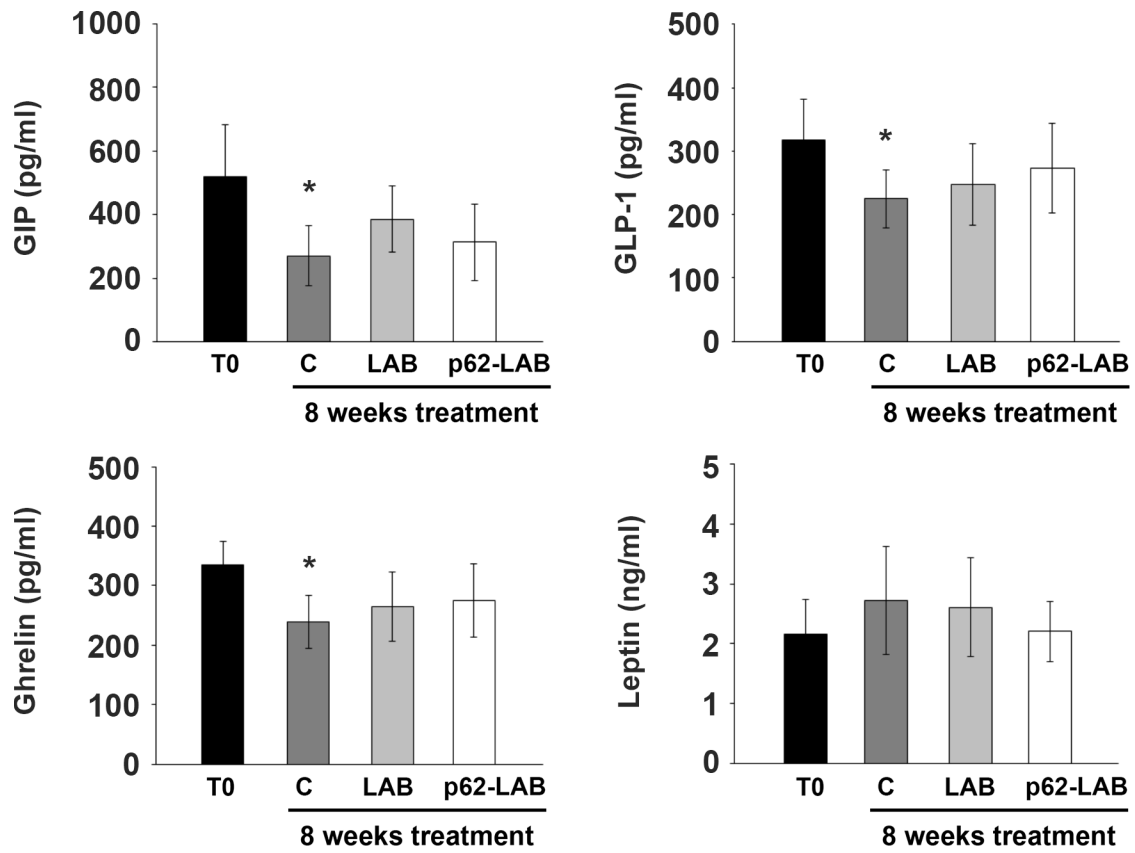 GIP (pg/ml)
1000
800
600
400
200
0
*
T0 C LAB p62-LAB
8 weeks treatment
GLP-1 (pg/ml)
500
400
300
200
100
0
*
T0 C LAB p62-LAB
8 weeks treatment
Ghrelin (pg/ml)
500
400
300
200
100
0
*
T0 C LAB p62-LAB
8 weeks treatment
Leptin (ng/ml)
5
4
3
2
1
0
T0 C LAB p62-LAB
8 weeks treatment